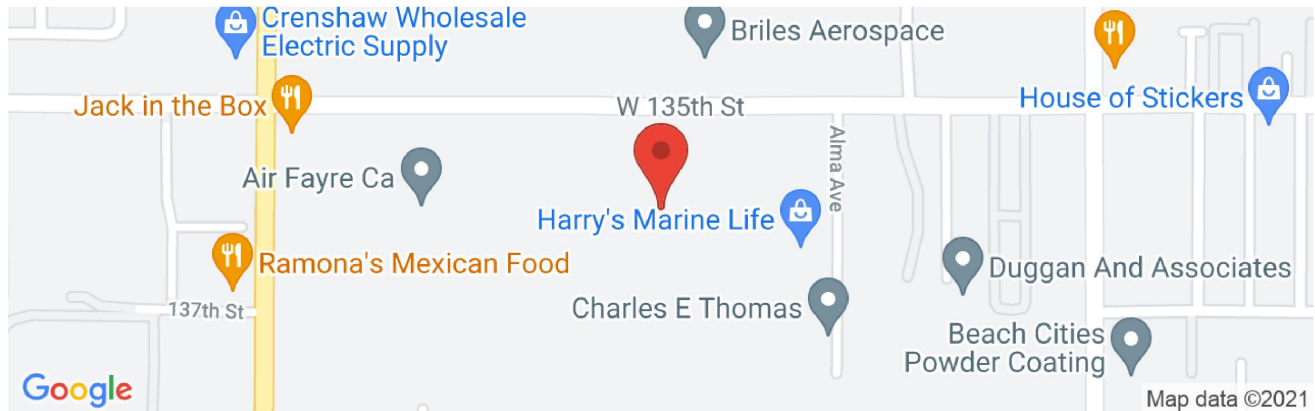 Crenshaw Wholesale
Electric Supply
Briles Aerospace
Jack in the Box
W 135th St
House of Stickers
Alma Ave
Air Fayre Ca
Harry's Marine Life
Ramona's Mexican Food
Duggan And Associates
137th St
Charles E Thomas
Beach Cities
Powder Coating
Google
Map data ©2021